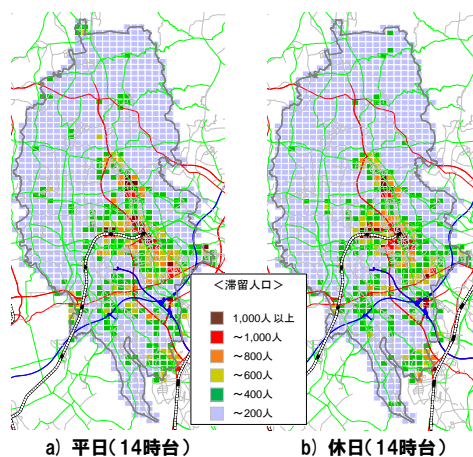 ＜滞留人口＞
1,000人以上
～1,000人
～800人
～600人
～400人
～200人
a) 平日(14時台)
b) 休日(14時台)